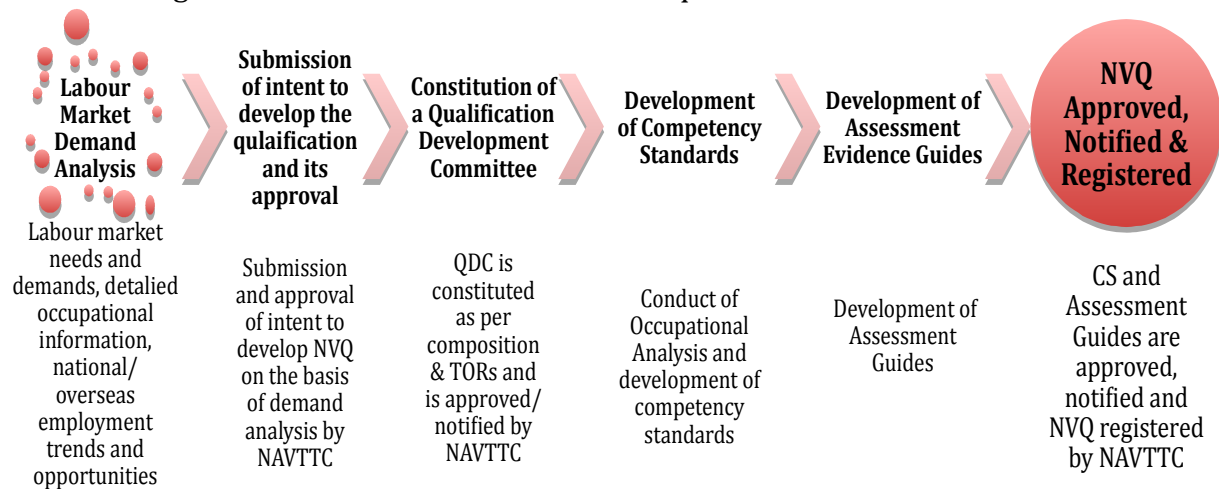 Labour
Market
Demand
Analysis
Submission
of intent to
develop the
qulaification
and its
approval
Constitution of
a Qualification
Development
Committee
Development
of Competency
Standards
Development of
Assessment
Evidence Guides
NVQ
Approved,
Notified &
Registered
Labour market
needs and
demands, detalied
occupational
information,
national/
overseas
employment
trends and
opportunities
Submission
and approval
of intent to
develop NVQ
on the basis
of demand
analysis by
NAVTTC
QDC is
constituted
as per
composition
& TORs and
is approved/
notified by
NAVTTC
Conduct of
Occupational
Analysis and
development of
competency
standards
Development of
Assessment
Guides
CS and
Assessment
Guides are
approved,
notified and
NVQ registered
by NAVTTC